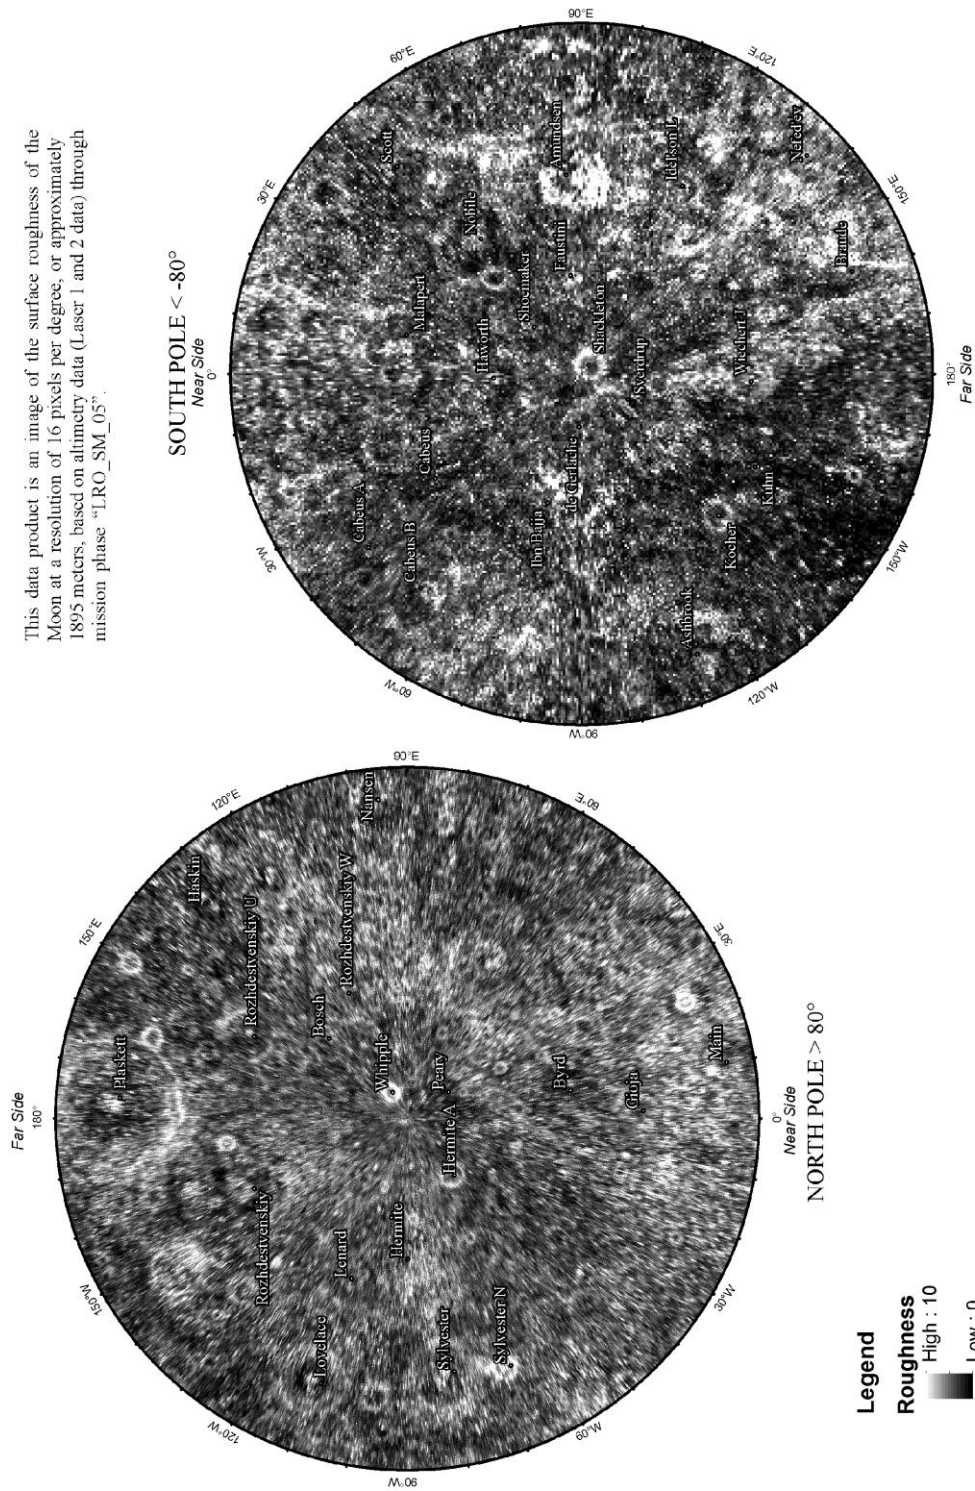 This data product is an image of the surface roughness of the
Moon at a resolution of 16 pixels per degree, or approximately
1895 meters, based on altimetry data (Laser 1 and 2 data) through
mission phase “LRO_SM_05”.
SOUTH POLE < -80°
Near Side
0°
30°E
60°E
90°E
120°E
150°E
180°
Far Side
150°W
120°W
90°W
60°W
30°W
Scott
Nobile
Amundsen
Idel'son L
Nefed'ev
Malapert
Haworth
Shoemaker
Faustini
Shackleton
Sverdrup
Wiechert J
Braude
Cabeus A
Cabeus
Cabeus B
Ibn Bajja
de Gerlache
Kuhn
Kocher
Ashbrook
Far Side
180°
150°E
120°E
90°E
60°E
30°E
0°
Near Side
NORTH POLE > 80°
30°W
60°W
90°W
120°W
150°W
Plaskett
Haskin
Rozhdestvenskiy U
Nansen
Rozhdestvenskiy W
Bosch
Whipple
Peary
Byrd
Gioja
Main
Hermite A
Rozhdestvenskiy
Lenard
Hermite
Lovelace
Sylvester
Sylvester N
Legend
Roughness
High : 10
Low : 0